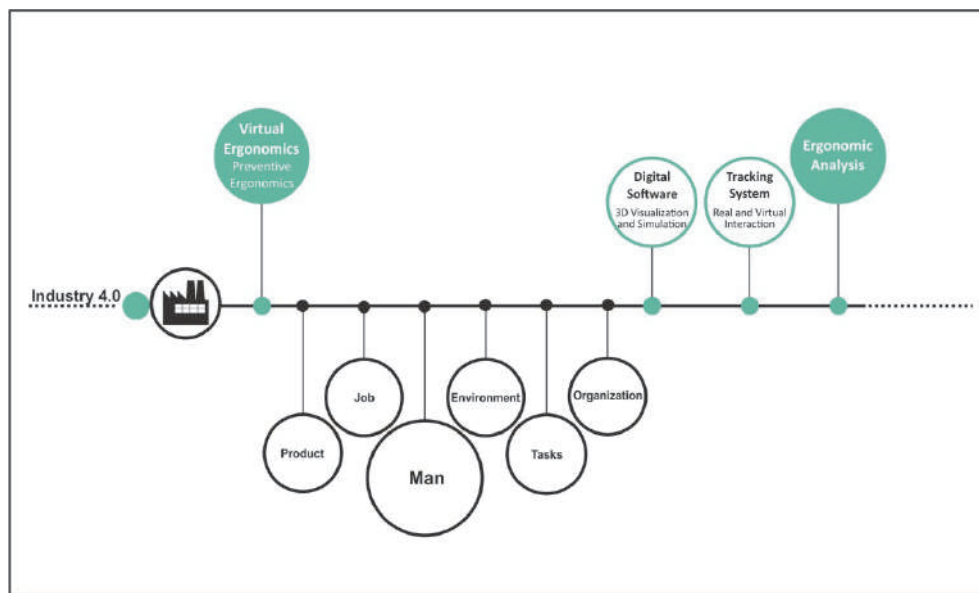 Virtual
Ergonomics
Preventive
Ergonomics
Digital
Software
3D Visualization
and Simulation
Tracking
System
Real and Virtual
Interaction
Ergonomic
Analysis
Industry 4.0
Product
Job
Man
Environment
Tasks
Organization